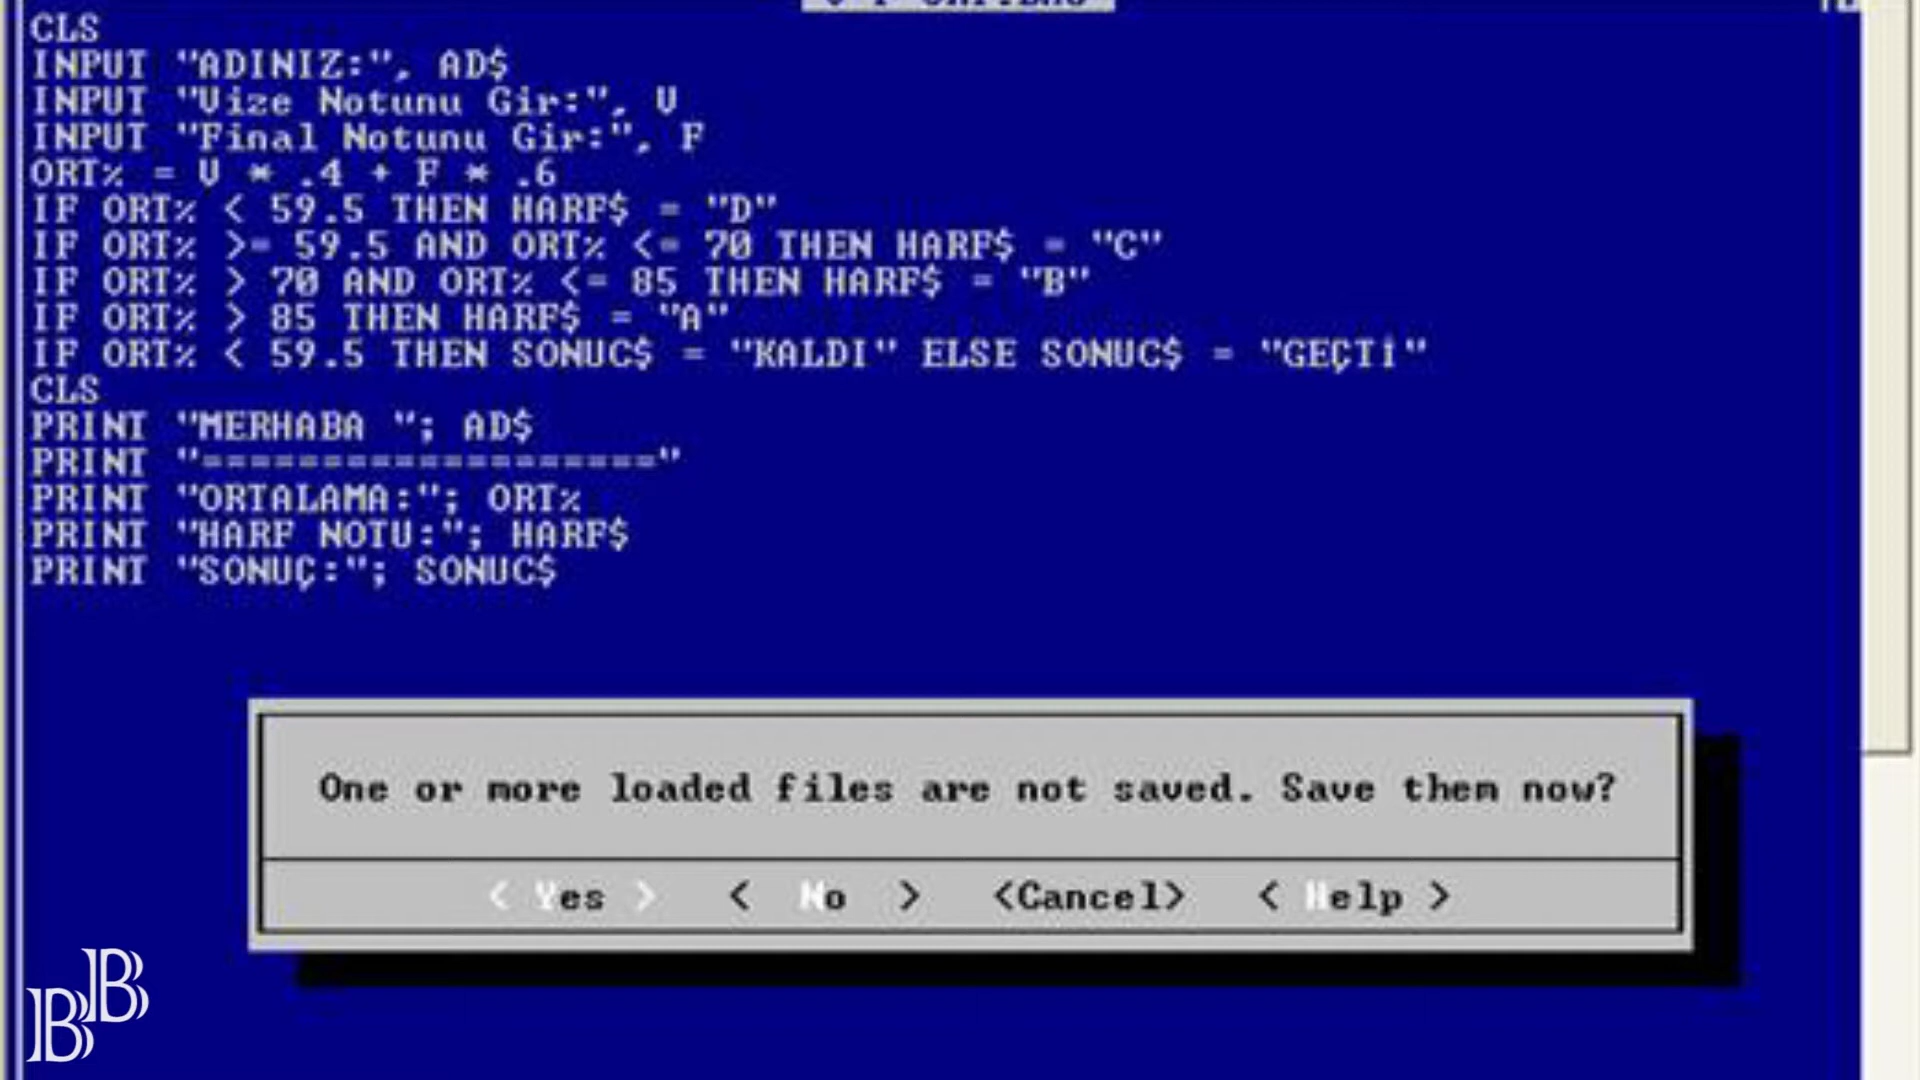 CLS
INPUT "ADINIZ:", AD$
INPUT "Vize Notunu Gir:", V
INPUT "Final Notunu Gir:", F
ORT% = V * .4 + F * .6
IF ORT% < 59.5 THEN HARF$ = "D"
IF ORT% >= 59.5 AND ORT% <= 70 THEN HARF$ = "C"
IF ORT% > 70 AND ORT% <= 85 THEN HARF$ = "B"
IF ORT% > 85 THEN HARF$ = "A"
IF ORT% < 59.5 THEN SONUC$ = "KALDI" ELSE SONUC$ = "GEÇTİ"
CLS
PRINT "MERHABA "; AD$
PRINT "==================="
PRINT "ORTALAMA:"; ORT%
PRINT "HARF NOTU:"; HARF$
PRINT "SONUÇ:"; SONUC$
One or more loaded files are not saved. Save them now?
< Yes > < No > <Cancel> < Help >
BB